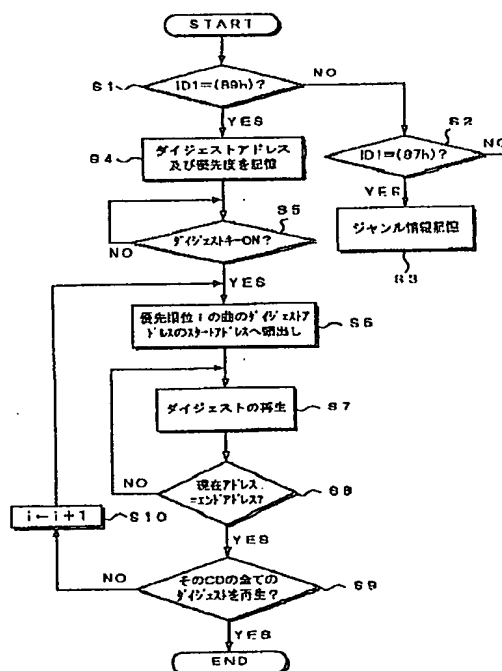 START
S1
ID1=(89h)?
NO
YES
S2
ID1=(87h)?
NO
YES
S4
ダイジェストアドレス
及び優先度を記憶
ジャンル情報記憶
S3
S5
ダイジェストキーON?
NO
YES
優先順位iの曲のダイジェストア
ドレスのスタートアドレスへ頭出し
S6
ダイジェストの再生
S7
現在アドレス
=エンドアドレス?
S8
NO
YES
i←i+1
S10
そのCDの全ての
ダイジェストを再生?
S9
NO
YES
END